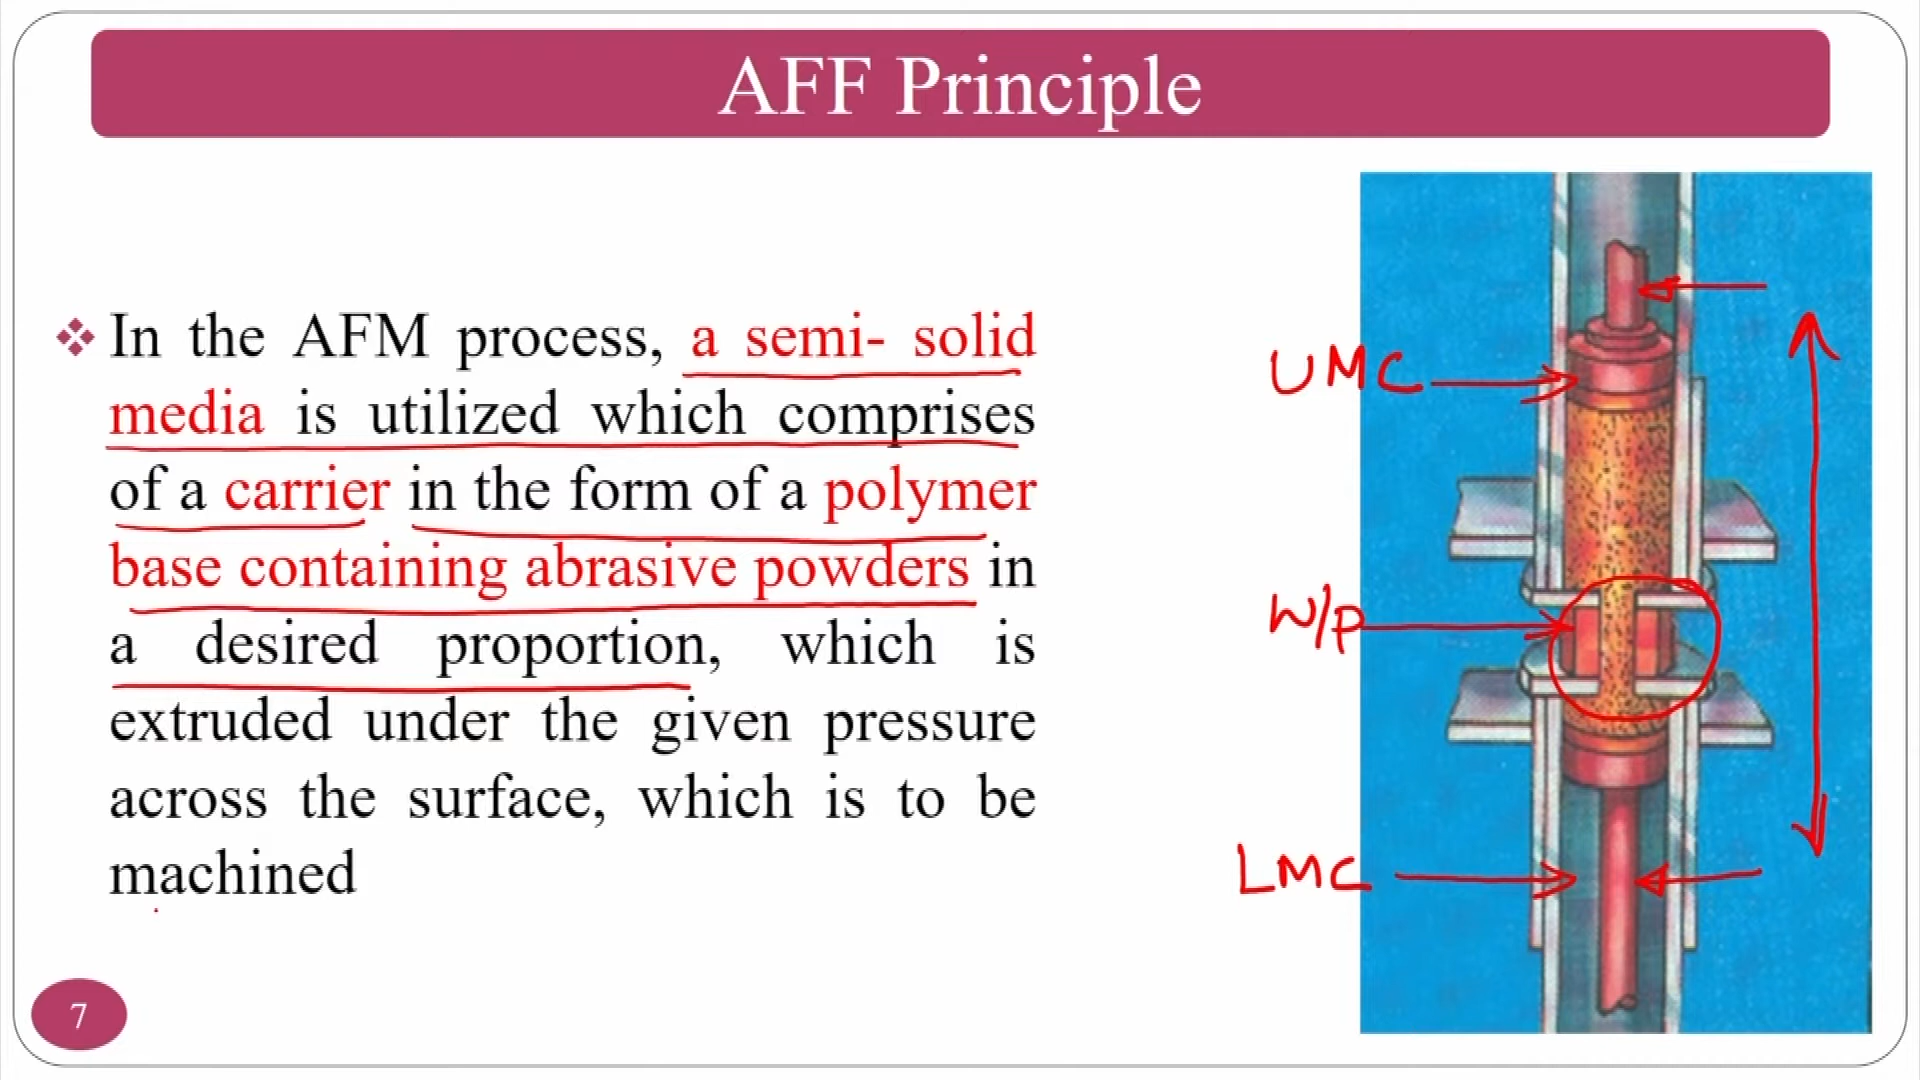 AFF Principle
In the AFM process, a semi- solid
media is utilized which comprises
of a carrier in the form of a polymer
base containing abrasive powders in
a desired proportion, which is
extruded under the given pressure
across the surface, which is to be
machined
UMC
W/P
LMC
7